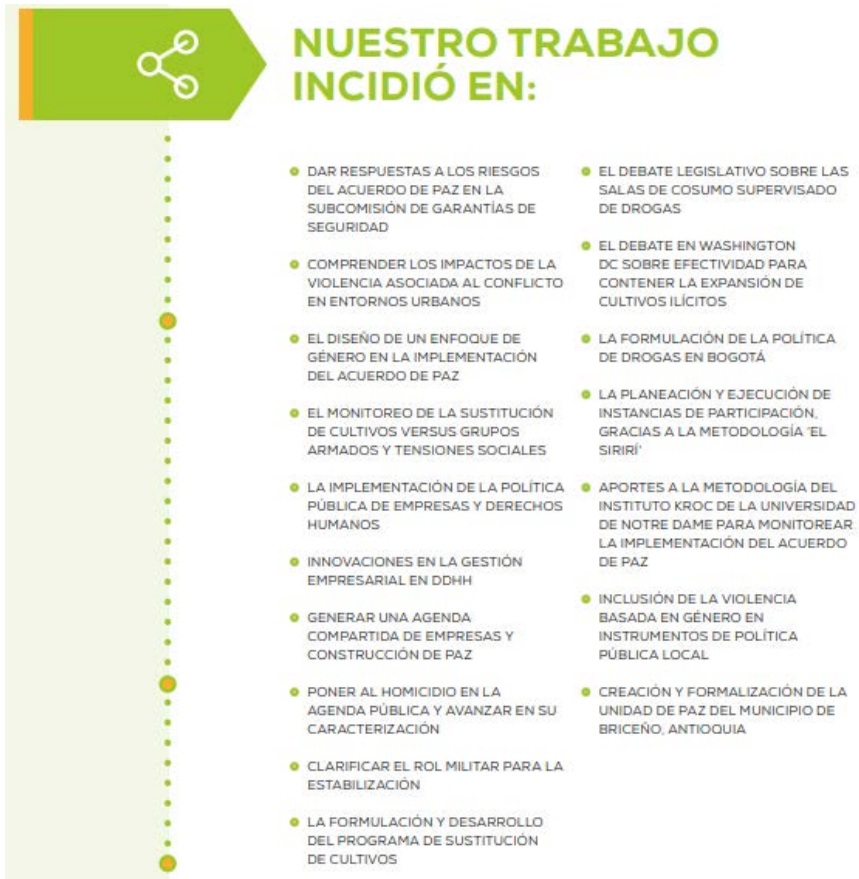 NUESTRO TRABAJO
INCIDIÓ EN:
DAR RESPUESTAS A LOS RIESGOS
DEL ACUERDO DE PAZ EN LA
SUBCOMISIÓN DE GARANTÍAS DE
SEGURIDAD
COMPRENDER LOS IMPACTOS DE LA
VIOLENCIA ASOCIADA AL CONFLICTO
EN ENTORNOS URBANOS
EL DISEÑO DE UN ENFOQUE DE
GÉNERO EN LA IMPLEMENTACIÓN
DEL ACUERDO DE PAZ
EL MONITOREO DE LA SUSTITUCIÓN
DE CULTIVOS VERSUS GRUPOS
ARMADOS Y TENSIONES SOCIALES
LA IMPLEMENTACIÓN DE LA POLÍTICA
PÚBLICA DE EMPRESAS Y DERECHOS
HUMANOS
INNOVACIONES EN LA GESTIÓN
EMPRESARIAL EN DDHH
GENERAR UNA AGENDA
COMPARTIDA DE EMPRESAS Y
CONSTRUCCIÓN DE PAZ
PONER AL HOMICIDIO EN LA
AGENDA PÚBLICA Y AVANZAR EN SU
CARACTERIZACIÓN
CLARIFICAR EL ROL MILITAR PARA LA
ESTABILIZACIÓN
LA FORMULACIÓN Y DESARROLLO
DEL PROGRAMA DE SUSTITUCIÓN
DE CULTIVOS
EL DEBATE LEGISLATIVO SOBRE LAS
SALAS DE COSUMO SUPERVISADO
DE DROGAS
EL DEBATE EN WASHINGTON
DC SOBRE EFECTIVIDAD PARA
CONTENER LA EXPANSIÓN DE
CULTIVOS ILÍCITOS
LA FORMULACIÓN DE LA POLÍTICA
DE DROGAS EN BOGOTÁ
LA PLANEACIÓN Y EJECUCIÓN DE
INSTANCIAS DE PARTICIPACIÓN,
GRACIAS A LA METODOLOGÍA 'EL
SIRIRÍ'
APORTES A LA METODOLOGÍA DEL
INSTITUTO KROC DE LA UNIVERSIDAD
DE NOTRE DAME PARA MONITOREAR
LA IMPLEMENTACIÓN DEL ACUERDO
DE PAZ
INCLUSIÓN DE LA VIOLENCIA
BASADA EN GÉNERO EN
INSTRUMENTOS DE POLÍTICA
PÚBLICA LOCAL
CREACIÓN Y FORMALIZACIÓN DE LA
UNIDAD DE PAZ DEL MUNICIPIO DE
BRICEÑO, ANTIOQUIA